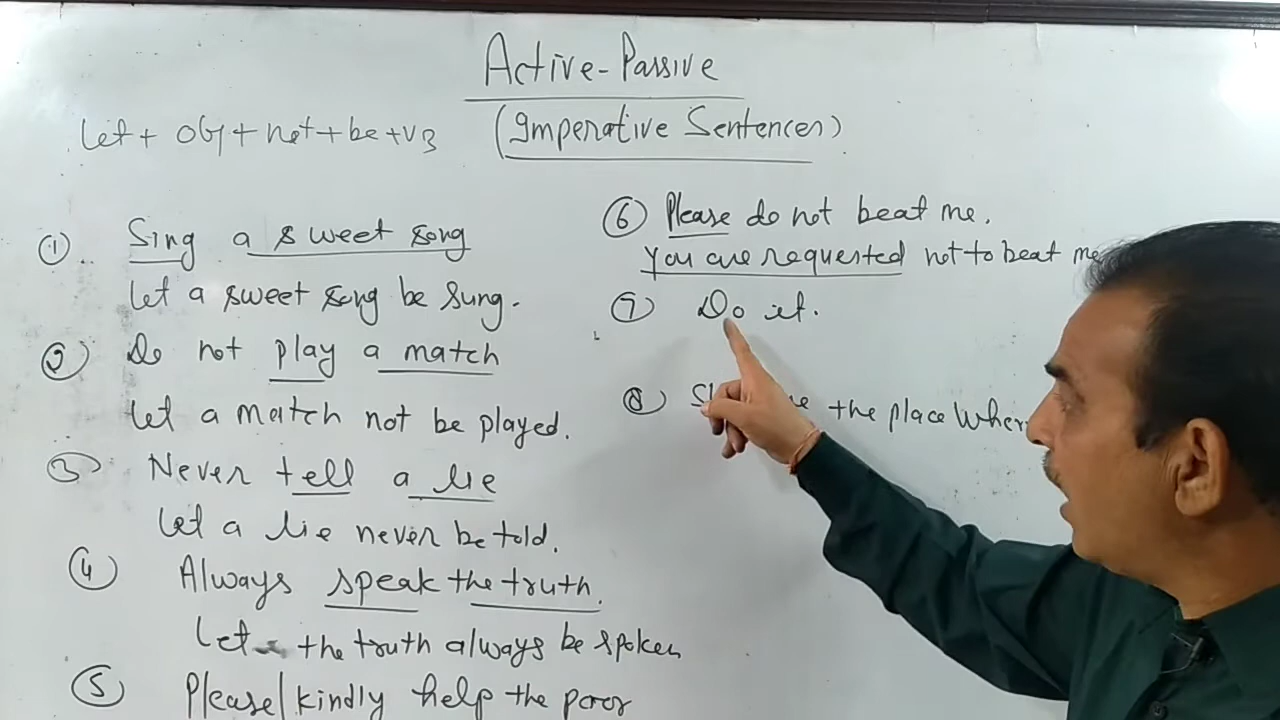 Active-Passive
(Imperative Sentences)
Let + Obj + not + be + V3
① Sing a sweet song
Let a sweet song be sung.
② Do not play a match
Let a match not be played.
③ Never tell a lie
Let a lie never be told.
④ Always speak the truth.
Let the truth always be spoken
⑤ Please/kindly help the poor
⑥ Please do not beat me.
You are requested not to beat me
⑦ Do it.
⑧ the place